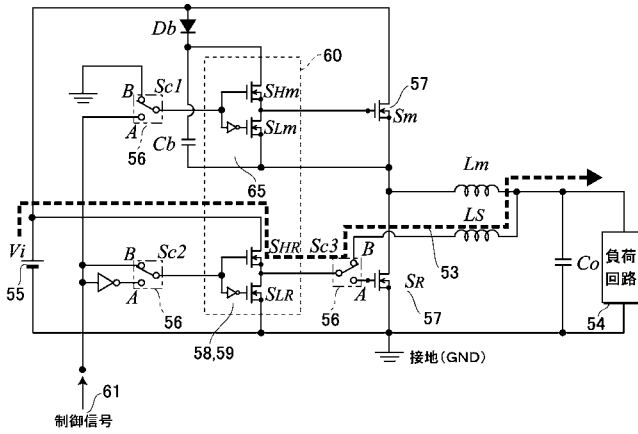 Db
60
B
Sc1
SHm
57
Sm
A
SLm
56
Cb
65
Lm
LS
Vi
Sc2
SHR
Sc3
B
53
B
A
A
SR
Co
負荷
回路
55
56
SLR
56
57
54
58,59
接地(GND)
61
制御信号